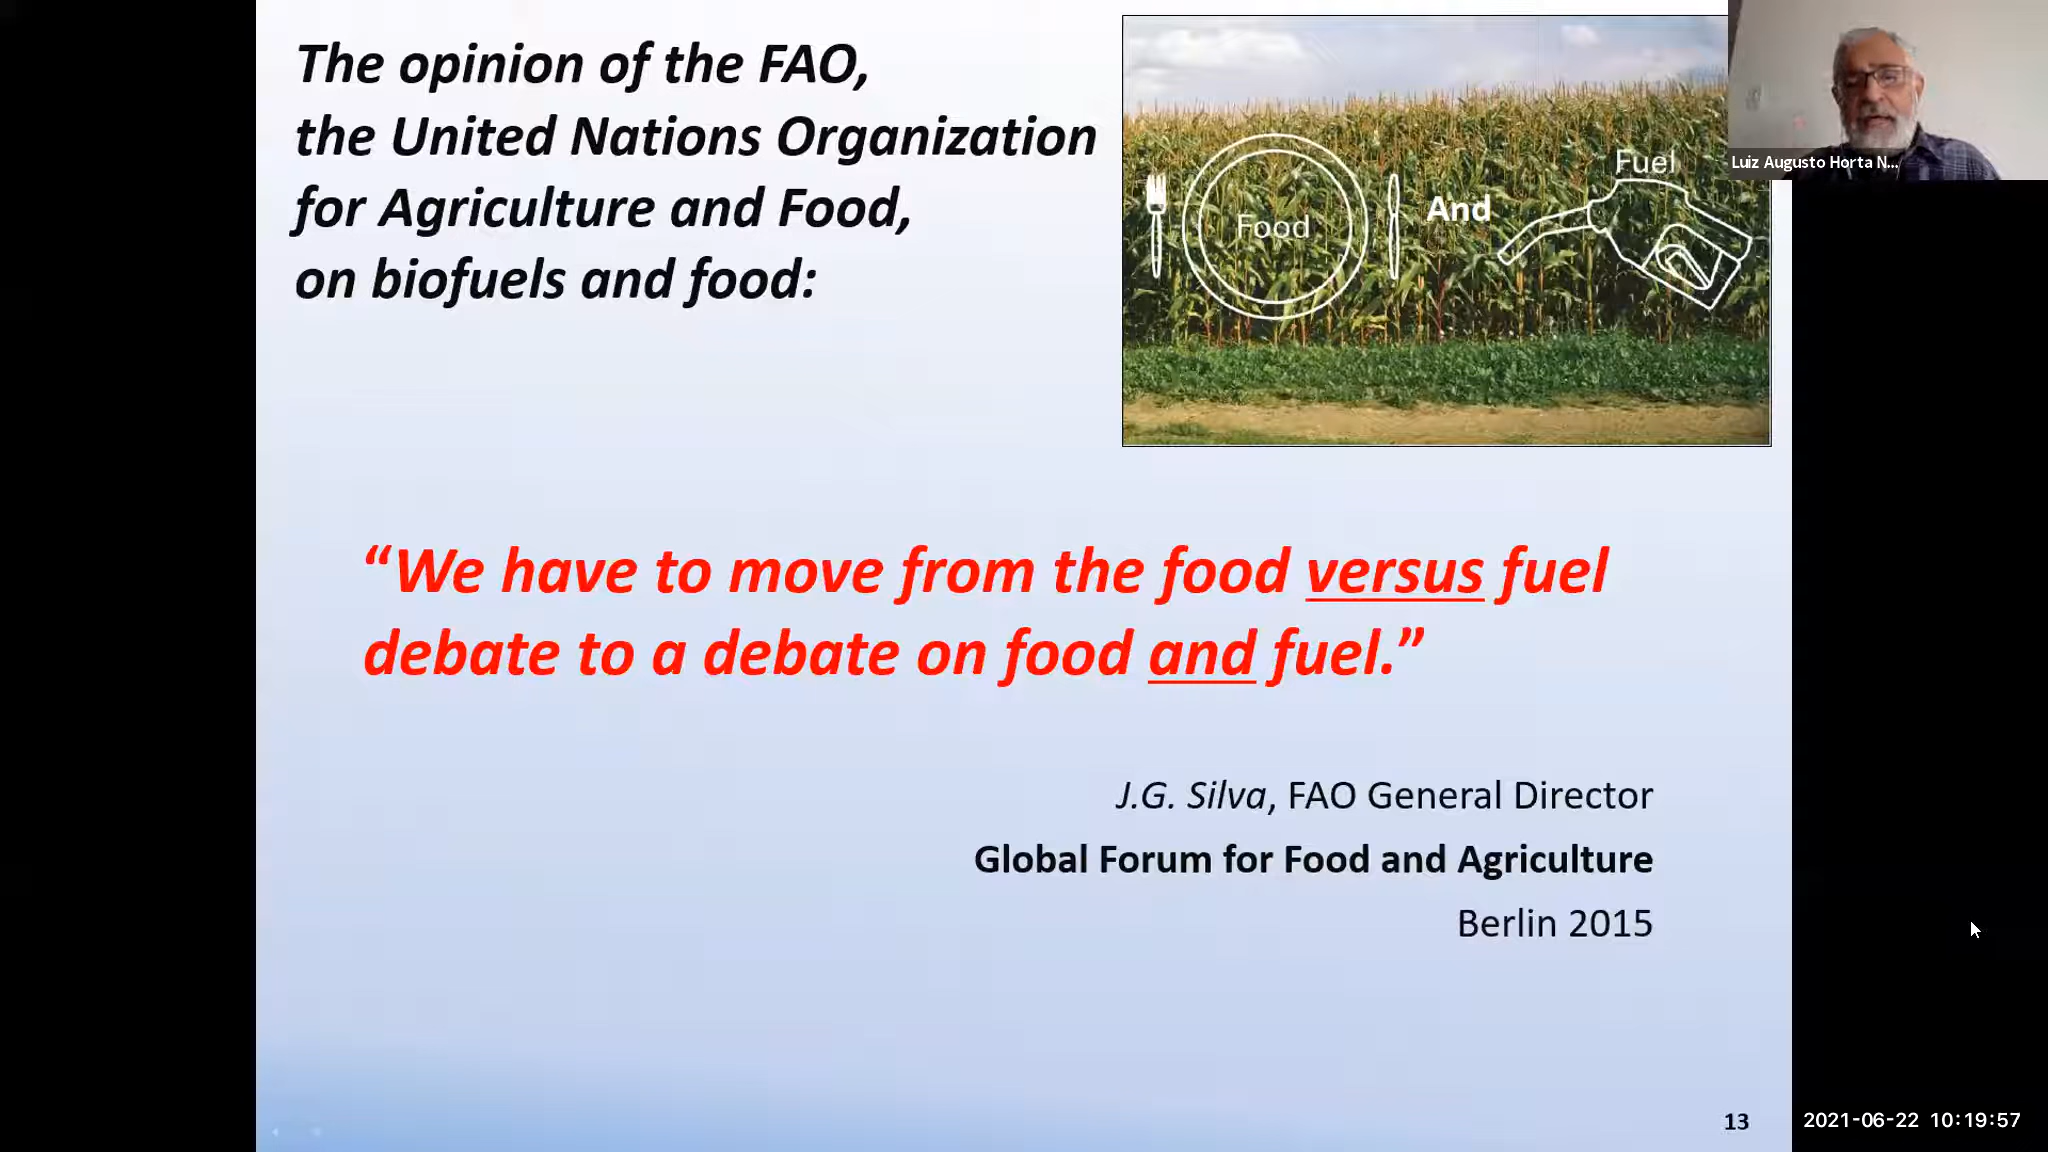 The opinion of the FAO,
the United Nations Organization
for Agriculture and Food,
on biofuels and food:
Food
And
Fuel
Luiz Augusto Horta N...
“We have to move from the food versus fuel
debate to a debate on food and fuel.”
J.G. Silva, FAO General Director
Global Forum for Food and Agriculture
Berlin 2015
13
2021-06-22 10:19:57